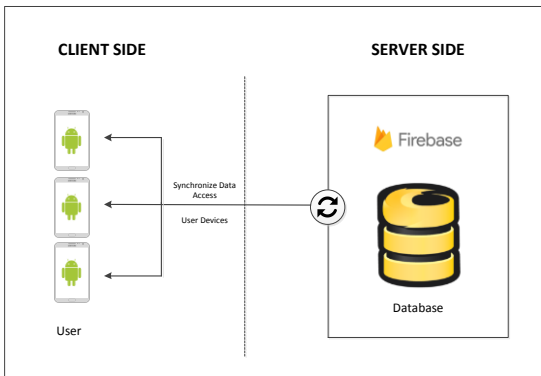 CLIENT SIDE
SERVER SIDE
Firebase
Synchronize Data
Access
User Devices
Database
User